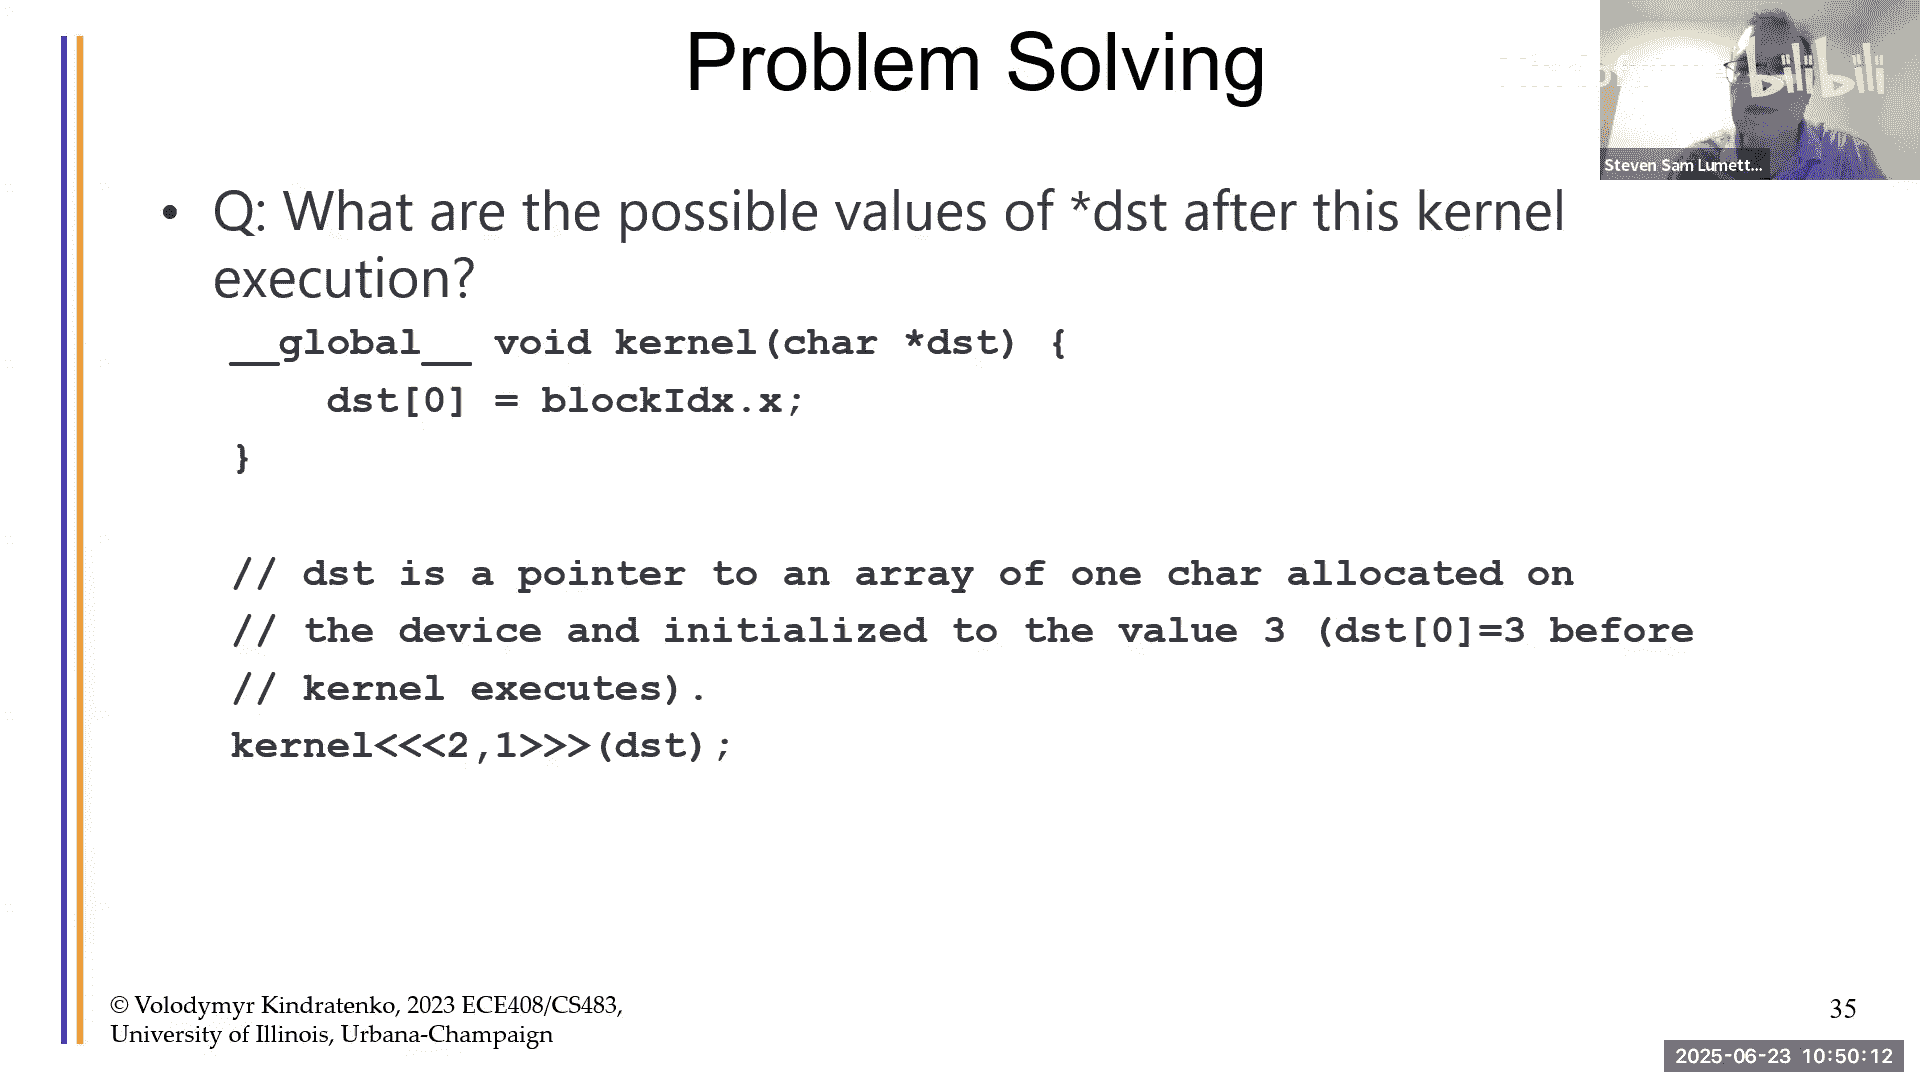 Problem Solving
bilibili
Steven Sam Lumett...
• Q: What are the possible values of *dst after this kernel
execution?
__global__ void kernel(char *dst) {
dst[0] = blockIdx.x;
}
// dst is a pointer to an array of one char allocated on
// the device and initialized to the value 3 (dst[0]=3 before
// kernel executes).
kernel<<<2,1>>>(dst);
© Volodymyr Kindratenko, 2023 ECE408/CS483,
University of Illinois, Urbana-Champaign
35
2025-06-23 10:50:12